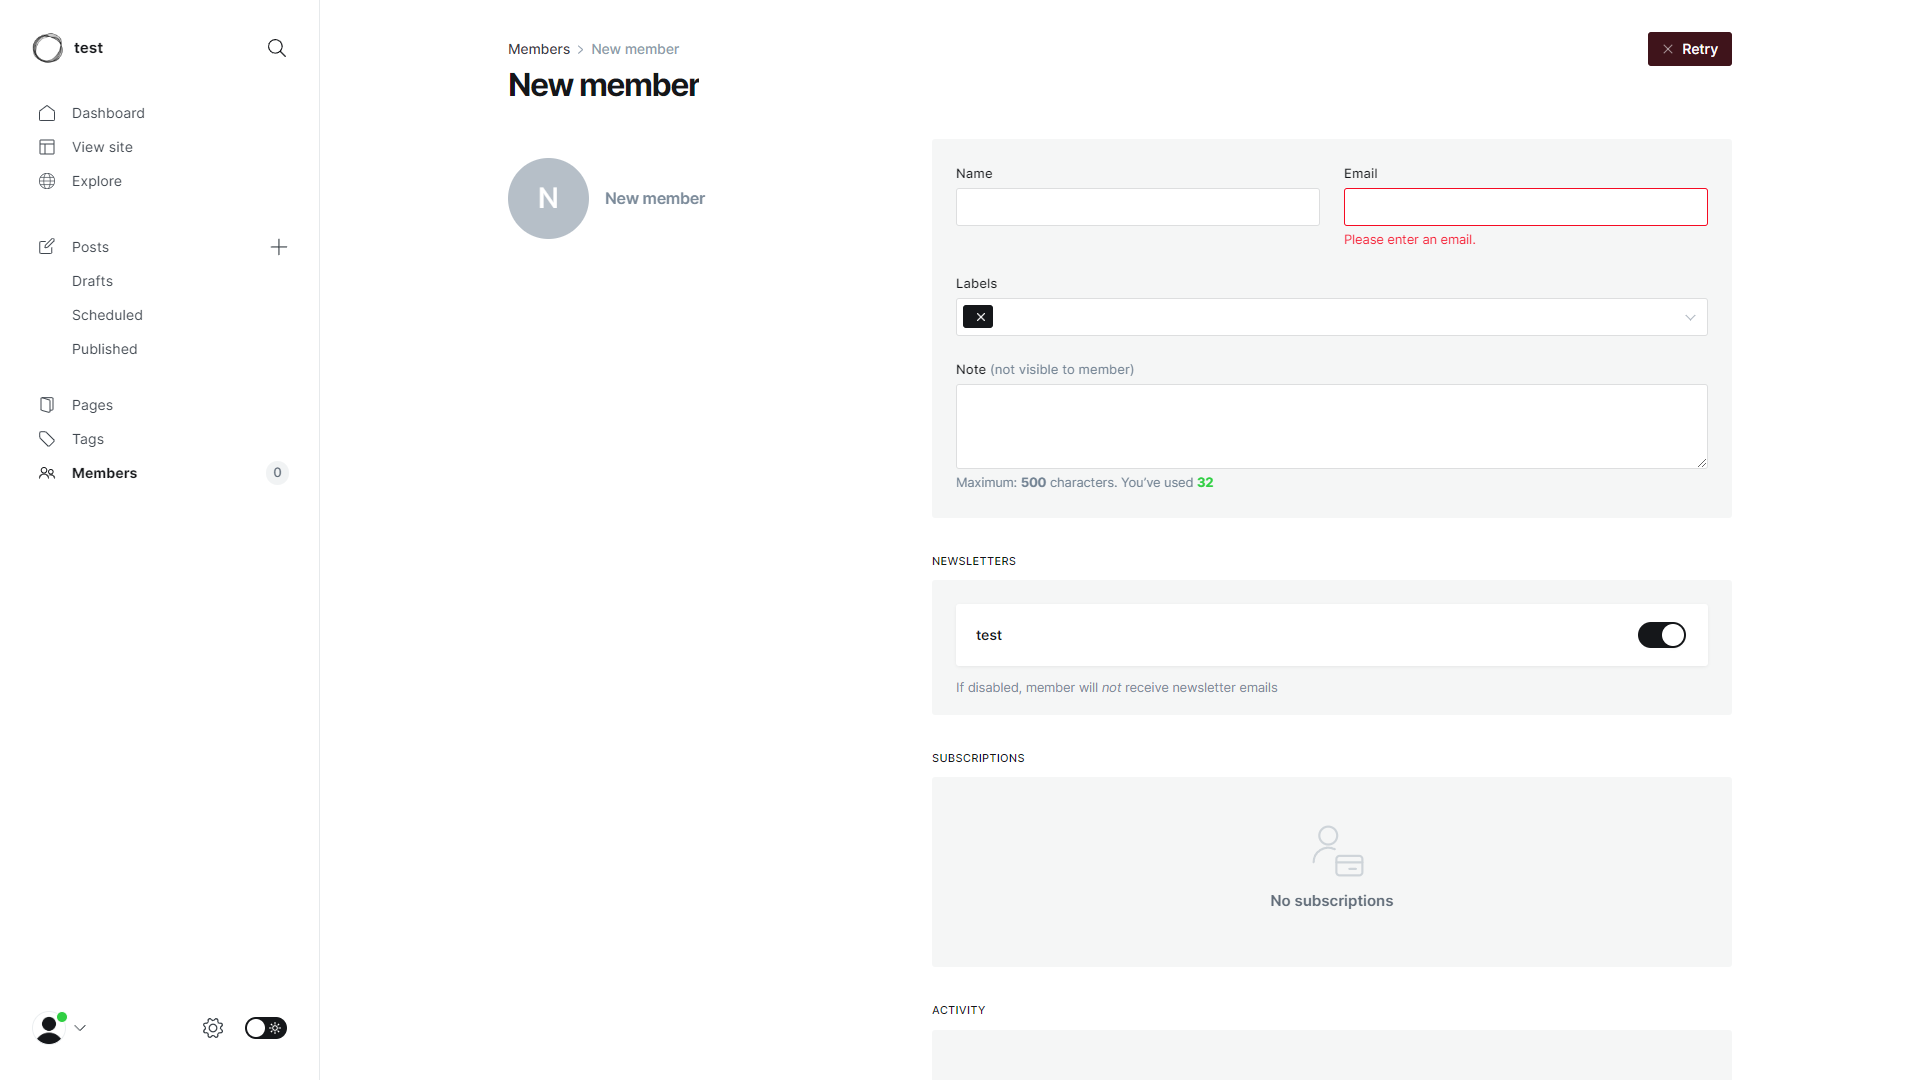 test
Dashboard
View site
Explore
Posts
Drafts
Scheduled
Published
Pages
Tags
Members
0
Members
New member
Retry
New member
N
New member
Name
Email
Please enter an email.
Labels
Note (not visible to member)
Maximum: 500 characters. You’ve used 32
NEWSLETTERS
test
If disabled, member will not receive newsletter emails
SUBSCRIPTIONS
No subscriptions
ACTIVITY